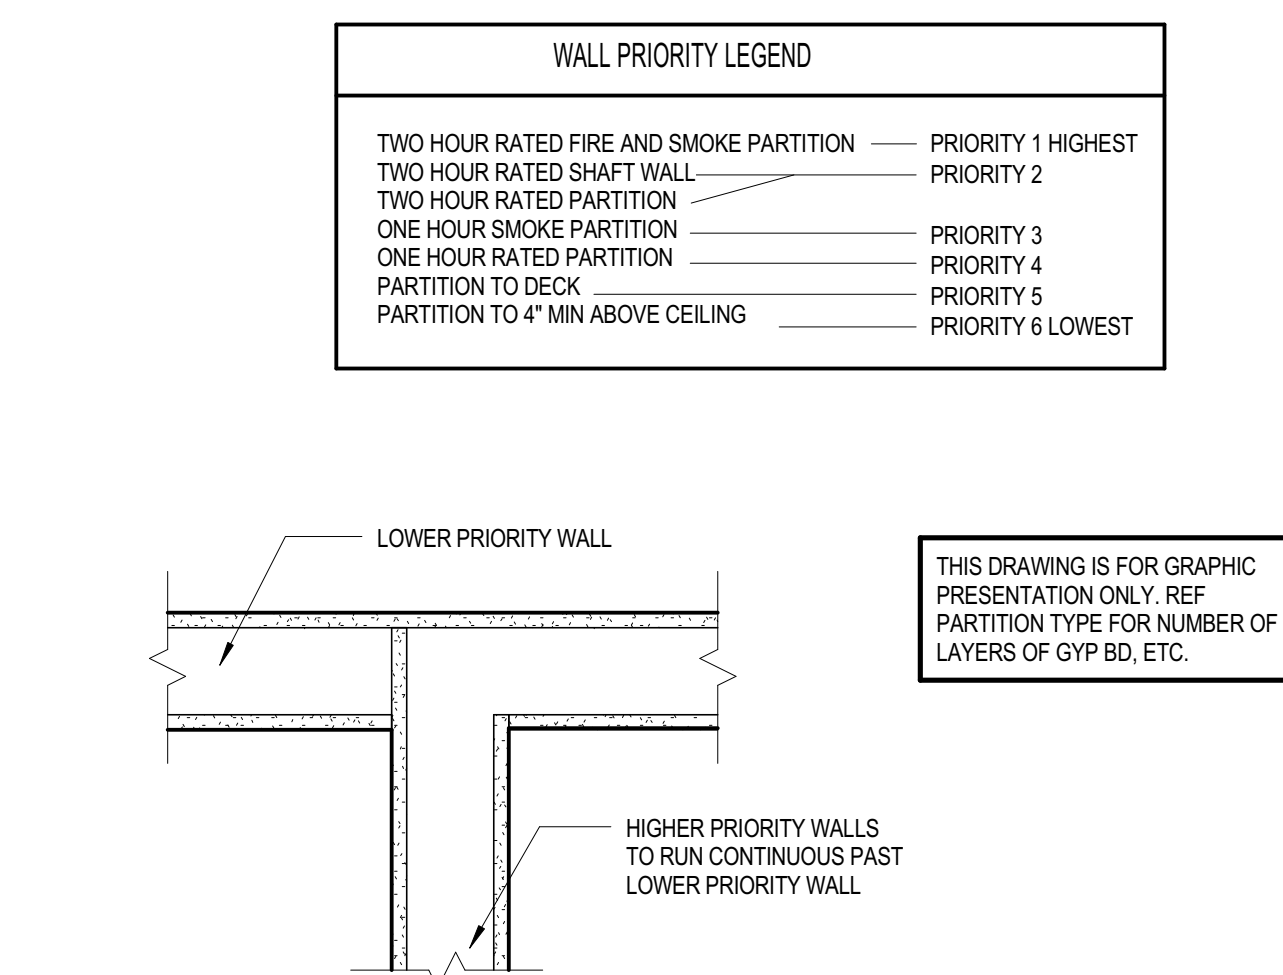 WALL PRIORITY LEGEND
TWO HOUR RATED FIRE AND SMOKE PARTITION PRIORITY 1 HIGHEST
TWO HOUR RATED SHAFT WALL PRIORITY 2
TWO HOUR RATED PARTITION
ONE HOUR SMOKE PARTITION PRIORITY 3
ONE HOUR RATED PARTITION PRIORITY 4
PARTITION TO DECK PRIORITY 5
PARTITION TO 4" MIN ABOVE CEILING PRIORITY 6 LOWEST
LOWER PRIORITY WALL
THIS DRAWING IS FOR GRAPHIC
PRESENTATION ONLY. REF
PARTITION TYPE FOR NUMBER OF
LAYERS OF GYP BD, ETC.
HIGHER PRIORITY WALLS
TO RUN CONTINUOUS PAST
LOWER PRIORITY WALL